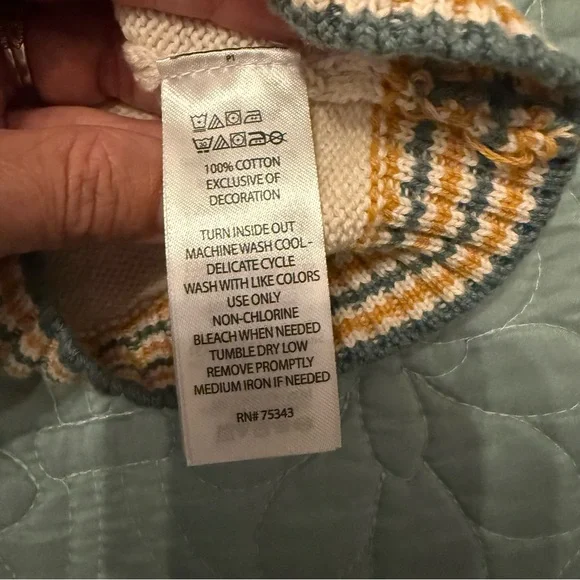 100% COTTON
EXCLUSIVE OF
DECORATION
TURN INSIDE OUT
MACHINE WASH COOL-
DELICATE CYCLE
WASH WITH LIKE COLORS
USE ONLY
NON-CHLORINE
BLEACH WHEN NEEDED
TUMBLE DRY LOW
REMOVE PROMPTLY
MEDIUM IRON IF NEEDED
RN# 75343